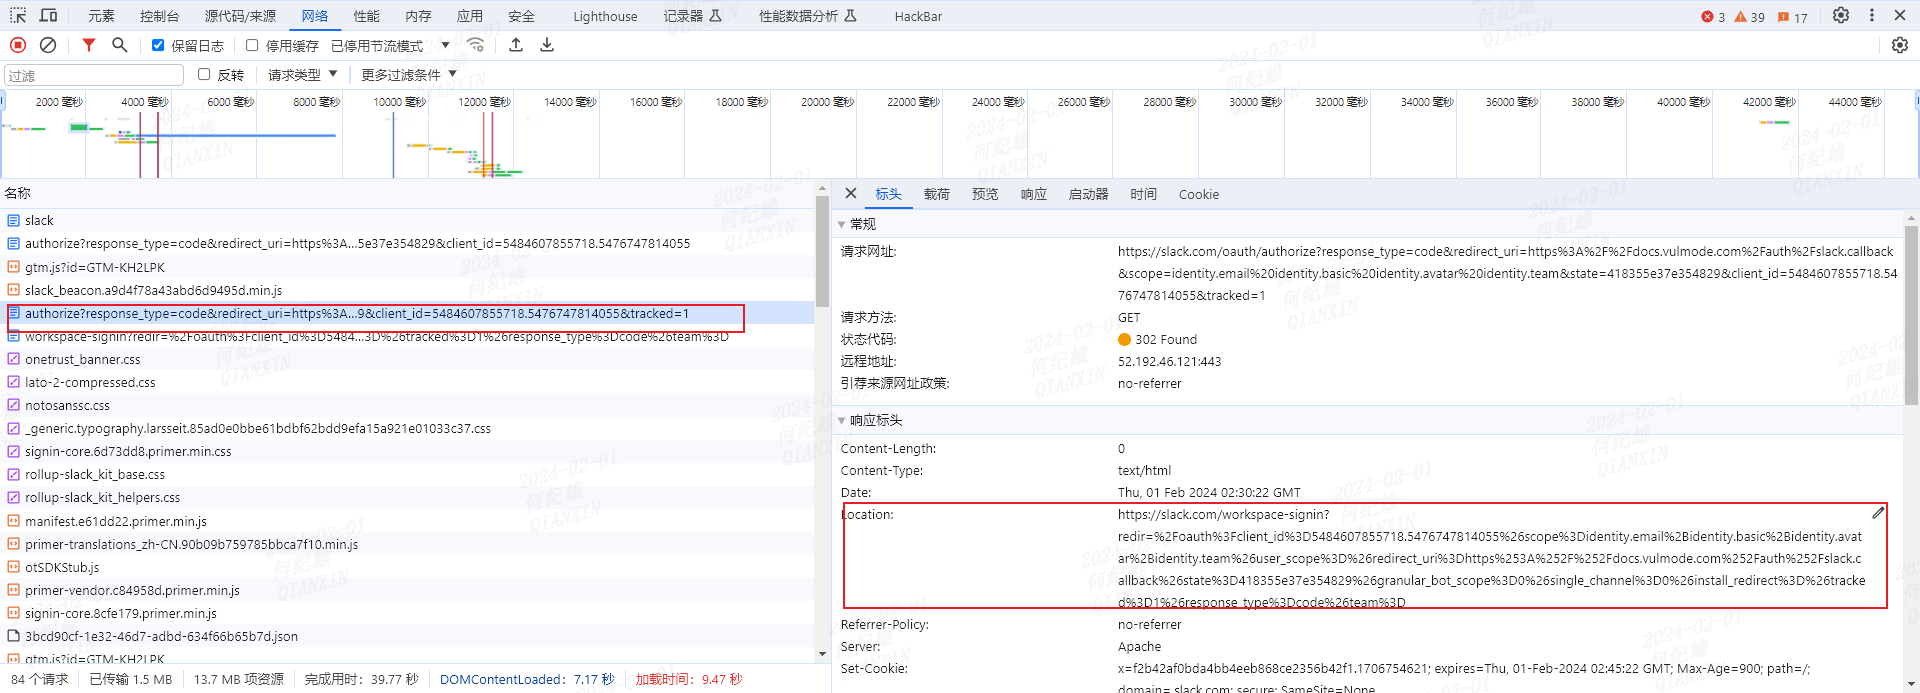 元素 控制台 源代码/来源 网络 性能 内存 应用 安全 Lighthouse 记录器 性能数据分析 HackBar 3 39 17
保留日志 停用缓存 已停用节流模式
过滤 反转 请求类型 更多过滤条件
2000 毫秒 4000 毫秒 6000 毫秒 8000 毫秒 10000 毫秒 12000 毫秒 14000 毫秒 16000 毫秒 18000 毫秒 20000 毫秒 22000 毫秒 24000 毫秒 26000 毫秒 28000 毫秒 30000 毫秒 32000 毫秒 34000 毫秒 36000 毫秒 38000 毫秒 40000 毫秒 42000 毫秒 44000 毫秒
名称
slack
authorize?response_type=code&redirect_uri=https%3A...5e37e354829&client_id=5484607855718.5476747814055
gtm.js?id=GTM-KH2LPK
slack_beacon.a9d4f78a43abd6d9495d.min.js
authorize?response_type=code&redirect_uri=https%3A...9&client_id=5484607855718.5476747814055&tracked=1
workspace-signin?redir=%2Foauth%3Fclient_id%3D5484...3D%26tracked%3D1%26response_type%3Dcode%26team%3D
onetrust_banner.css
lato-2-compressed.css
notosanssc.css
_generic.typography.larsseit.85ad0e0bbe61bdbf62bdd9efa15a921e01033c37.css
signin-core.6d73dd8.primer.min.css
rollup-slack_kit_base.css
rollup-slack_kit_helpers.css
manifest.e61dd22.primer.min.js
primer-translations_zh-CN.90b09b759785bbca7f10.min.js
otSDKStub.js
primer-vendor.c84958d.primer.min.js
signin-core.8cfe179.primer.min.js
3bcd90cf-1e32-46d7-adbd-634f66b65b7d.json
gtm.js?id=GTM-KH2LPK
84 个请求 已传输 1.5 MB 13.7 MB 项资源 完成用时：39.77 秒 DOMContentLoaded：7.17 秒 加载时间：9.47 秒
标头 载荷 预览 响应 启动器 时间 Cookie
常规
请求网址: https://slack.com/oauth/authorize?response_type=code&redirect_uri=https%3A%2F%2Fdocs.vulmode.com%2Fauth%2Fslack.callback
&scope=identity.email%20identity.basic%20identity.avatar%20identity.team&state=418355e37e354829&client_id=5484607855718.54
76747814055&tracked=1
请求方法: GET
状态代码: 302 Found
远程地址: 52.192.46.121:443
引荐来源网址政策: no-referrer
响应标头
Content-Length: 0
Content-Type: text/html
Date: Thu, 01 Feb 2024 02:30:22 GMT
Location: https://slack.com/workspace-signin?
redir=%2Foauth%3Fclient_id%3D5484607855718.5476747814055%26scope%3Didentity.email%2Bidentity.basic%2Bidentity.avat
ar%2Bidentity.team%26user_scope%3D%26redirect_uri%3Dhttps%253A%252F%252Fdocs.vulmode.com%252Fauth%252Fslack.c
allback%26state%3D418355e37e354829%26granular_bot_scope%3D0%26single_channel%3D0%26install_redirect%3D%26tracke
d%3D1%26response_type%3Dcode%26team%3D
Referrer-Policy: no-referrer
Server: Apache
Set-Cookie: x=f2b42af0bda4bb4eeb868ce2356b42f1.1706754621; expires=Thu, 01-Feb-2024 02:45:22 GMT; Max-Age=900; path=/;
domain=.slack.com; secure; SameSite=None
2024-02-01
何纪雄
QIANXIN